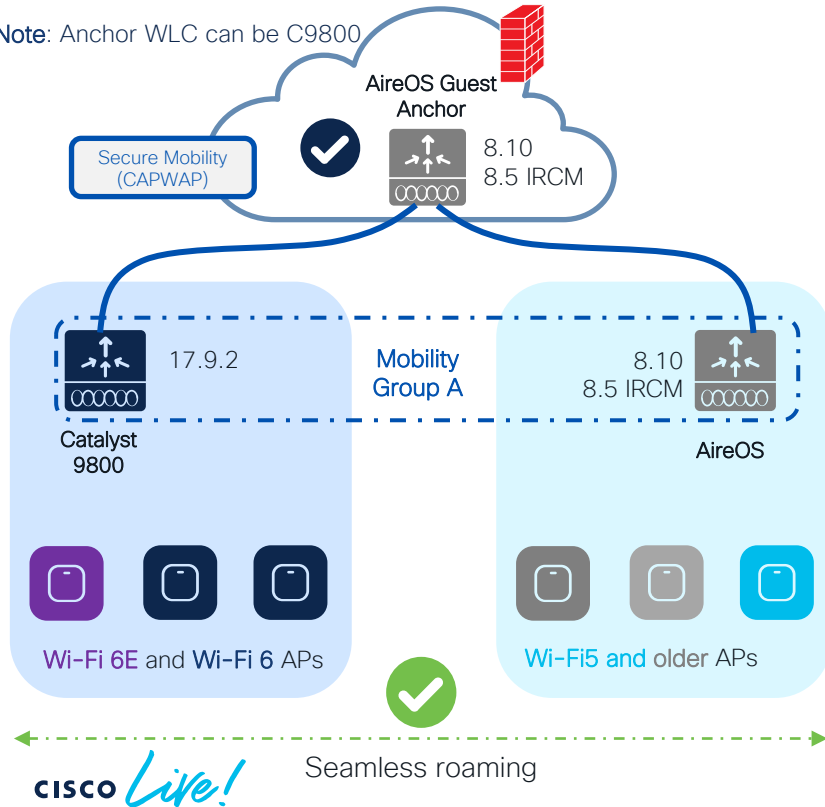 Note: Anchor WLC can be C9800
AireOS Guest
Anchor
Secure Mobility
(CAPWAP)
8.10
8.5 IRCM
17.9.2
Mobility
Group A
8.10
8.5 IRCM
Catalyst
9800
AireOS
Wi-Fi 6E and Wi-Fi 6 APs
Wi-Fi5 and older APs
Seamless roaming
CISCO Live!